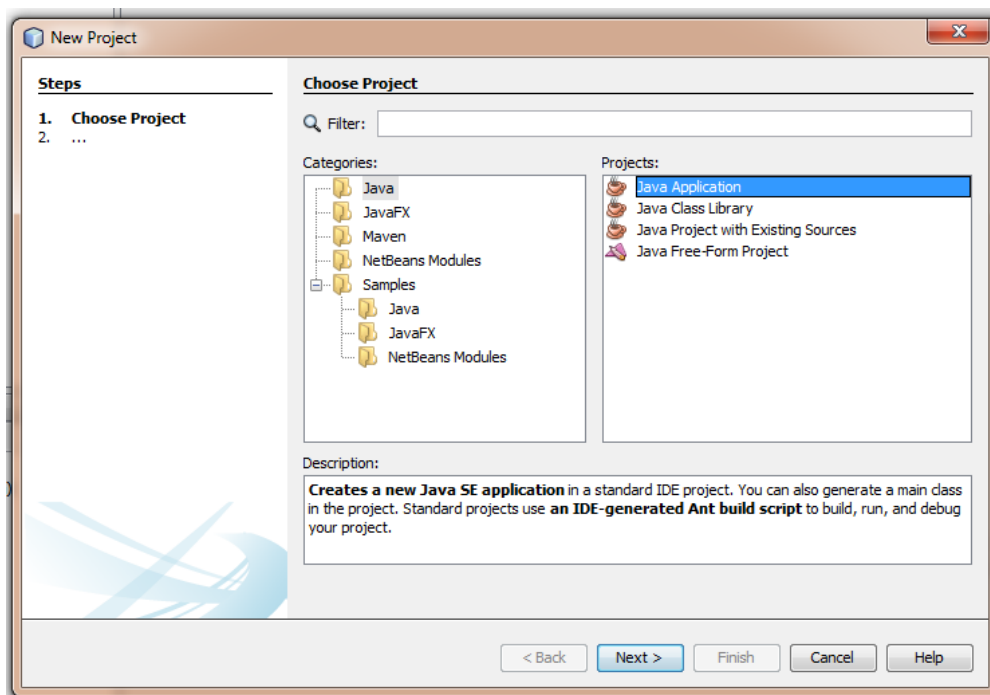 New Project
Steps
1. Choose Project
2. ...
Choose Project
Filter:
Categories:
Java
JavaFX
Maven
NetBeans Modules
Samples
Java
JavaFX
NetBeans Modules
Projects:
Java Application
Java Class Library
Java Project with Existing Sources
Java Free-Form Project
Description:
Creates a new Java SE application in a standard IDE project. You can also generate a main class
in the project. Standard projects use an IDE-generated Ant build script to build, run, and debug
your project.
< Back
Next >
Finish
Cancel
Help